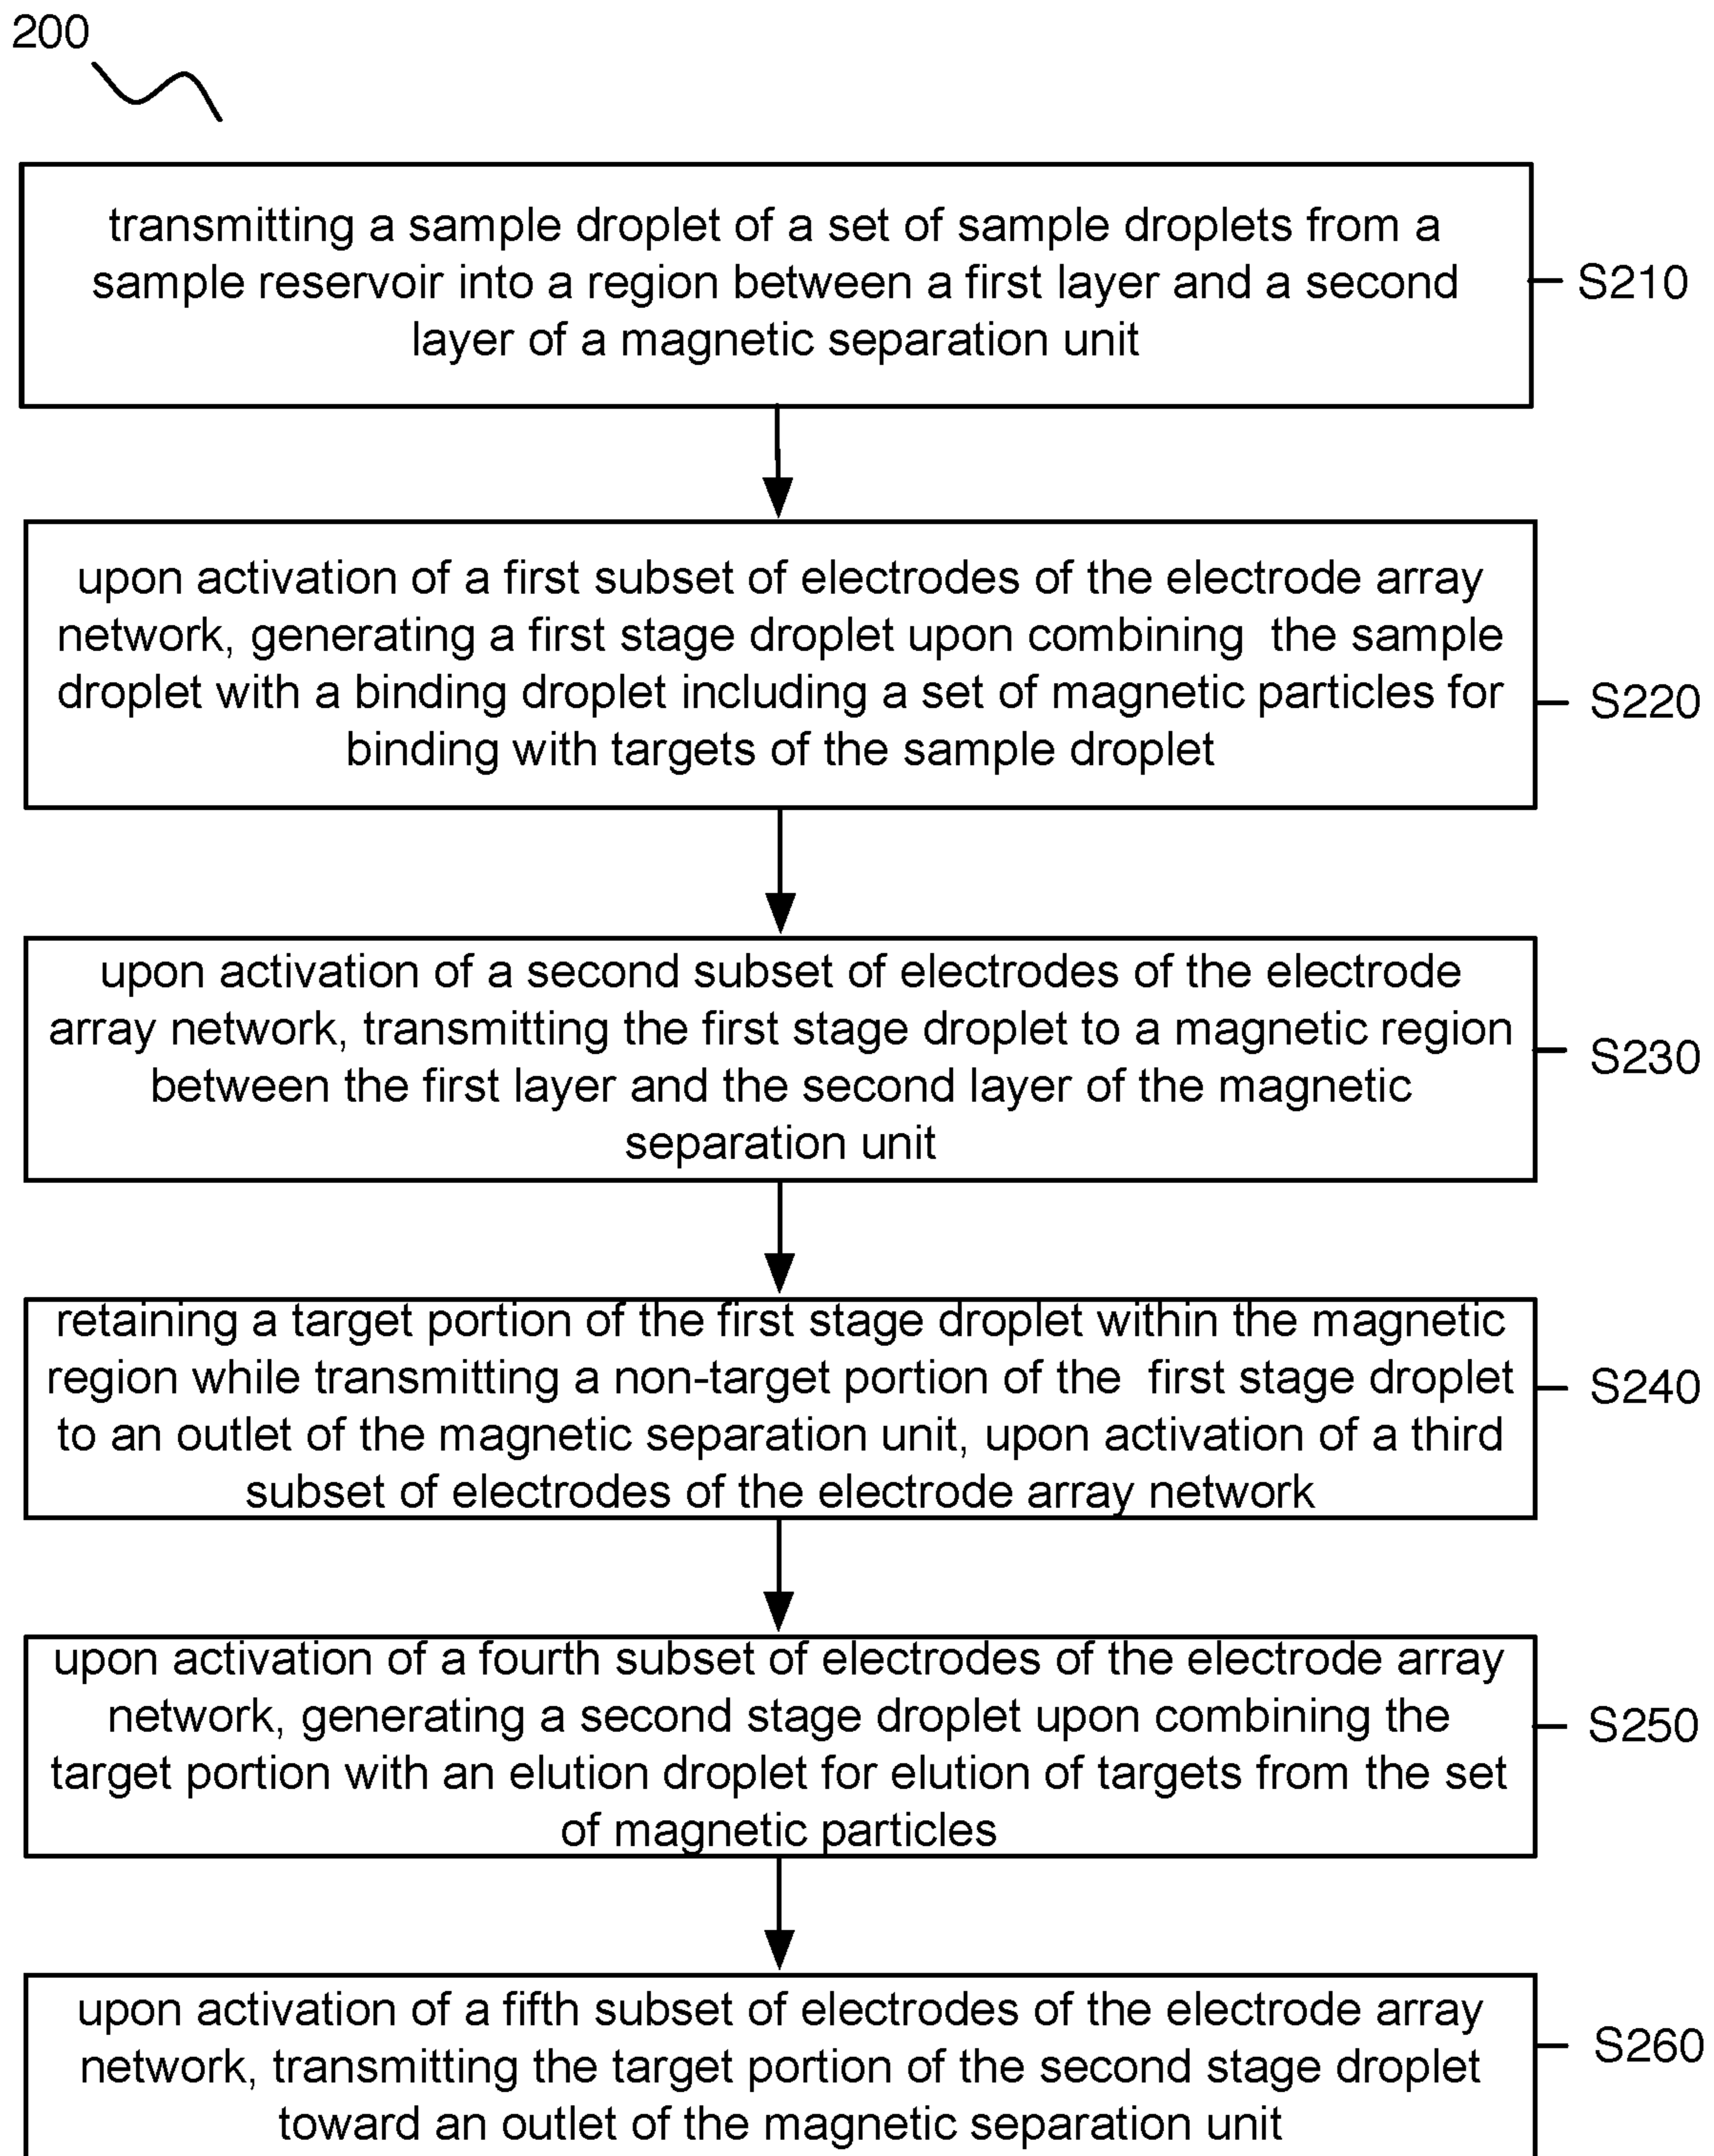 200
transmitting a sample droplet of a set of sample droplets from a
sample reservoir into a region between a first layer and a second
layer of a magnetic separation unit
S210
upon activation of a first subset of electrodes of the electrode array
network, generating a first stage droplet upon combining the sample
droplet with a binding droplet including a set of magnetic particles for
binding with targets of the sample droplet
S220
upon activation of a second subset of electrodes of the electrode
array network, transmitting the first stage droplet to a magnetic region
between the first layer and the second layer of the magnetic
separation unit
S230
retaining a target portion of the first stage droplet within the magnetic
region while transmitting a non-target portion of the first stage droplet
to an outlet of the magnetic separation unit, upon activation of a third
subset of electrodes of the electrode array network
S240
upon activation of a fourth subset of electrodes of the electrode array
network, generating a second stage droplet upon combining the
target portion with an elution droplet for elution of targets from the set
of magnetic particles
S250
upon activation of a fifth subset of electrodes of the electrode array
network, transmitting the target portion of the second stage droplet
toward an outlet of the magnetic separation unit
S260